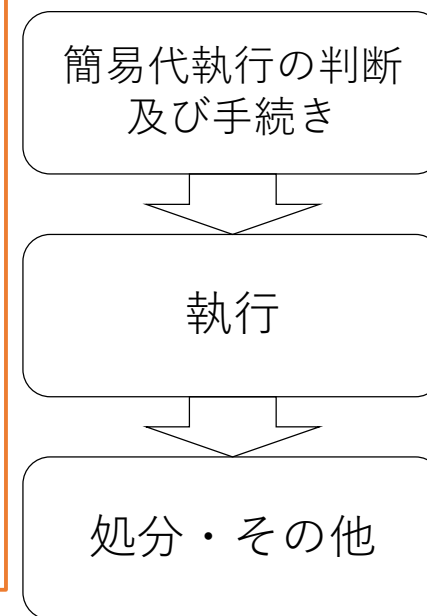 簡易代執行の判断
及び手続き
執行
処分・その他